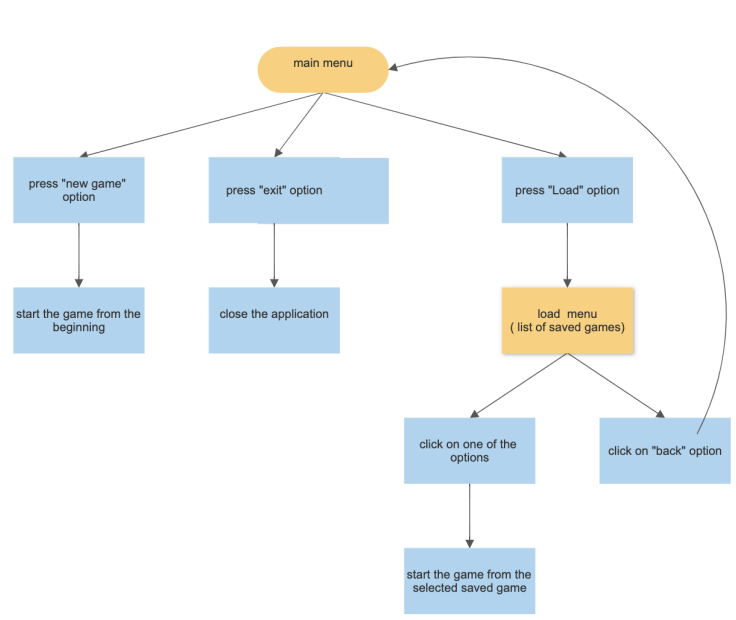 main menu
press "new game"
option
press "exit" option
press "Load" option
start the game from the
beginning
close the application
load menu
( list of saved games)
click on one of the
options
click on "back" option
start the game from the
selected saved game